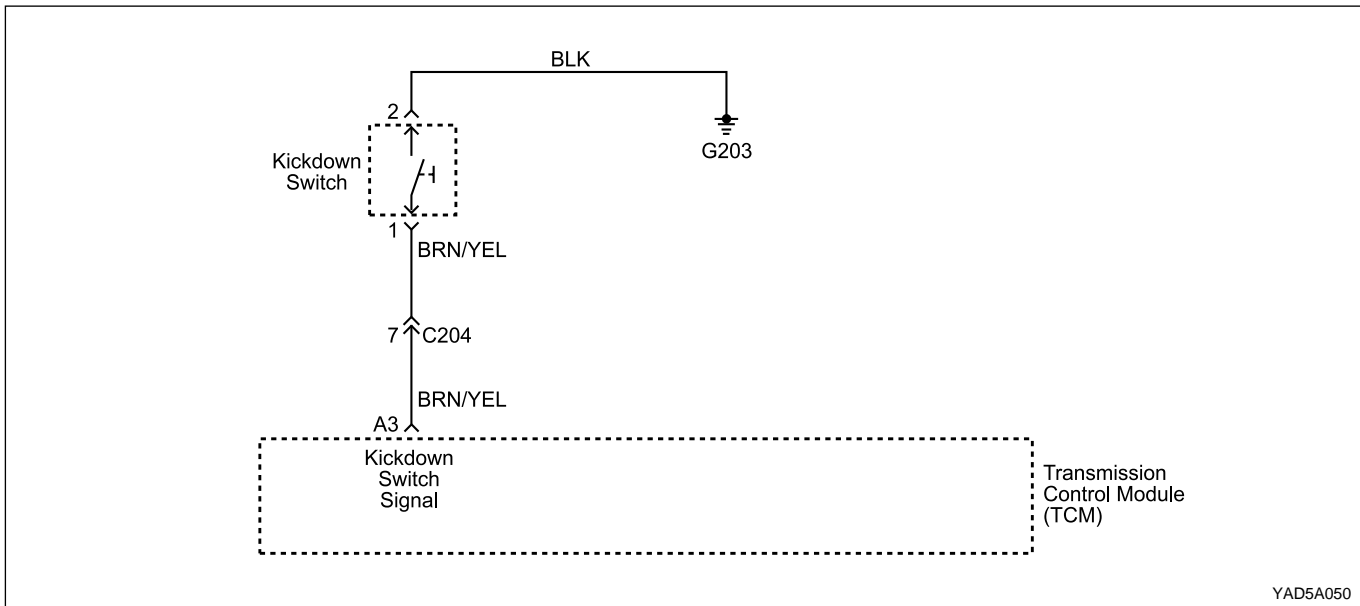 BLK
2
G203
Kickdown
Switch
1
BRN/YEL
7 C204
BRN/YEL
A3
Kickdown
Switch
Signal
Transmission
Control Module
(TCM)
YAD5A050